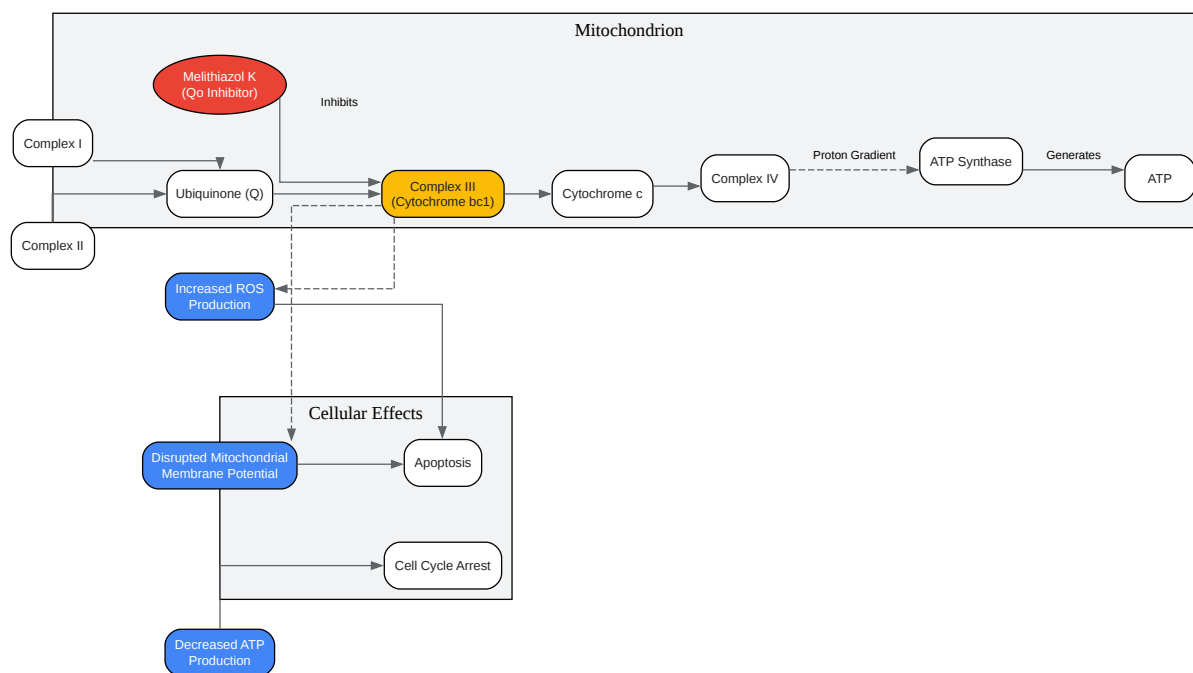 Mitochondrion
Melithiazol K
(Qo Inhibitor)
Inhibits
Complex I
Ubiquinone (Q)
Complex II
Complex III
(Cytochrome bc1)
Cytochrome c
Complex IV
Proton Gradient
ATP Synthase
Generates
ATP
Increased ROS
Production
Cellular Effects
Disrupted Mitochondrial
Membrane Potential
Apoptosis
Cell Cycle Arrest
Decreased ATP
Production